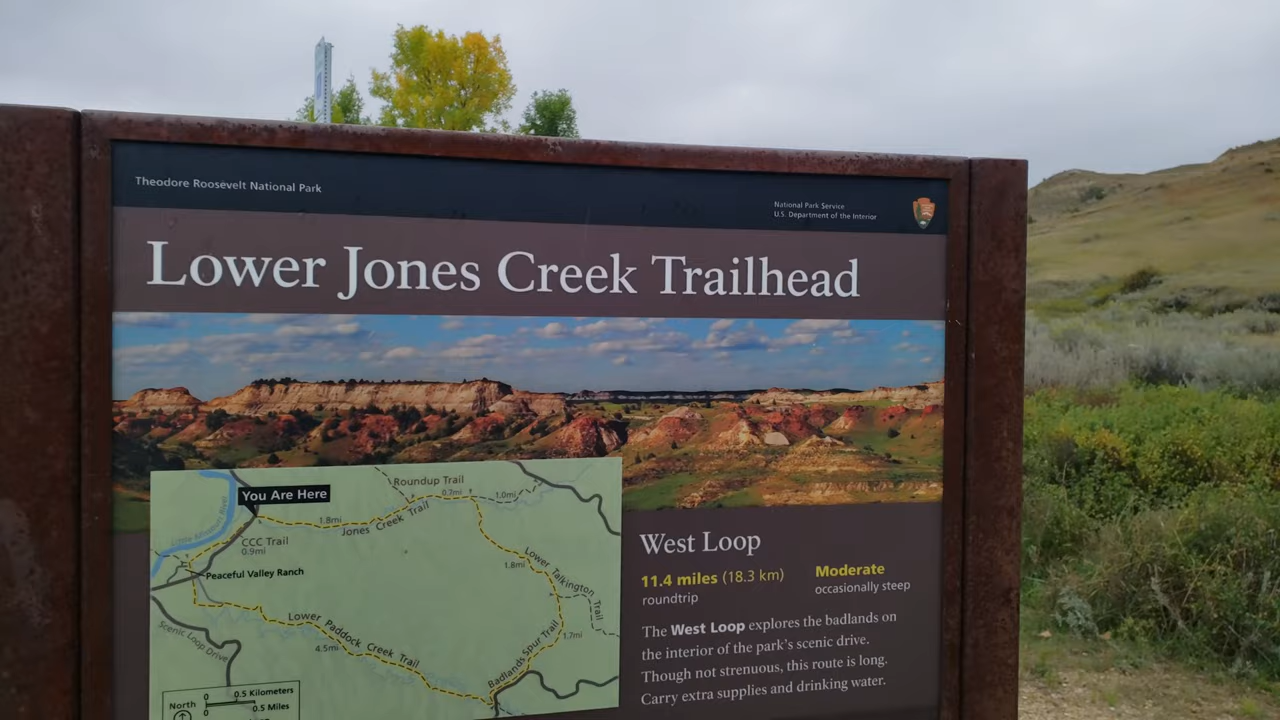 Theodore Roosevelt National Park
National Park Service
U.S. Department of the Interior
Lower Jones Creek Trailhead
You Are Here
Roundup Trail
0.7mi
1.0mi
1.8mi
Jones Creek Trail
Little Missouri River
CCC Trail
0.9mi
Peaceful Valley Ranch
1.8mi
Lower Talkington Trail
Lower Paddock Creek Trail
4.5mi
1.7mi
Badlands Spur Trail
Scenic Loop Drive
North
0 0.5 Kilometers
0 0.5 Miles
West Loop
11.4 miles (18.3 km)
roundtrip
Moderate
occasionally steep
The West Loop explores the badlands on
the interior of the park's scenic drive.
Though not strenuous, this route is long.
Carry extra supplies and drinking water.